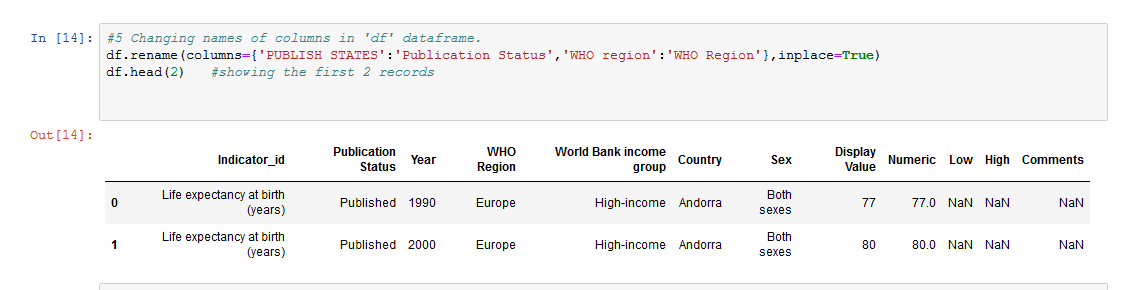 In [14]: #5 Changing names of columns in 'df' dataframe.
df.rename(columns={'PUBLISH STATES':'Publication Status','WHO region':'WHO Region'},inplace=True)
df.head(2)   #showing the first 2 records
Out[14]:
Indicator_id Publication Status Year WHO Region World Bank income group Country Sex Display Value Numeric Low High Comments
0 Life expectancy at birth (years) Published 1990 Europe High-income Andorra Both sexes 77 77.0 NaN NaN NaN
1 Life expectancy at birth (years) Published 2000 Europe High-income Andorra Both sexes 80 80.0 NaN NaN NaN